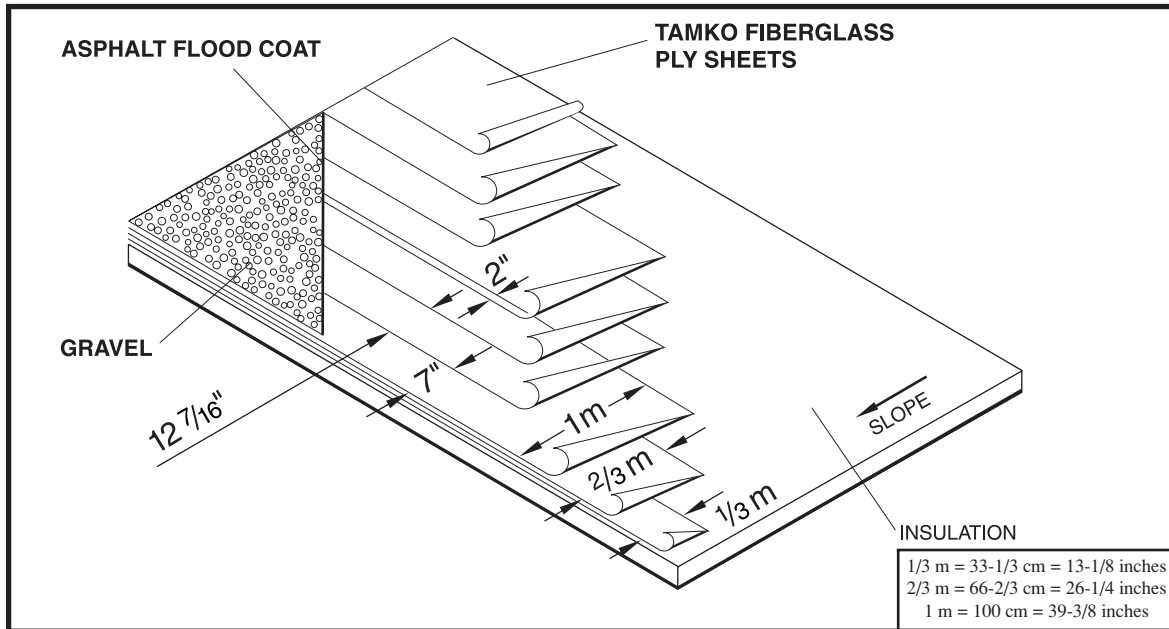 ASPHALT FLOOD COAT
TAMKO FIBERGLASS
PLY SHEETS
2"
GRAVEL
7"
12 7/16"
1m
2/3 m
1/3 m
SLOPE
INSULATION
1/3 m = 33-1/3 cm = 13-1/8 inches
2/3 m = 66-2/3 cm = 26-1/4 inches
1 m = 100 cm = 39-3/8 inches